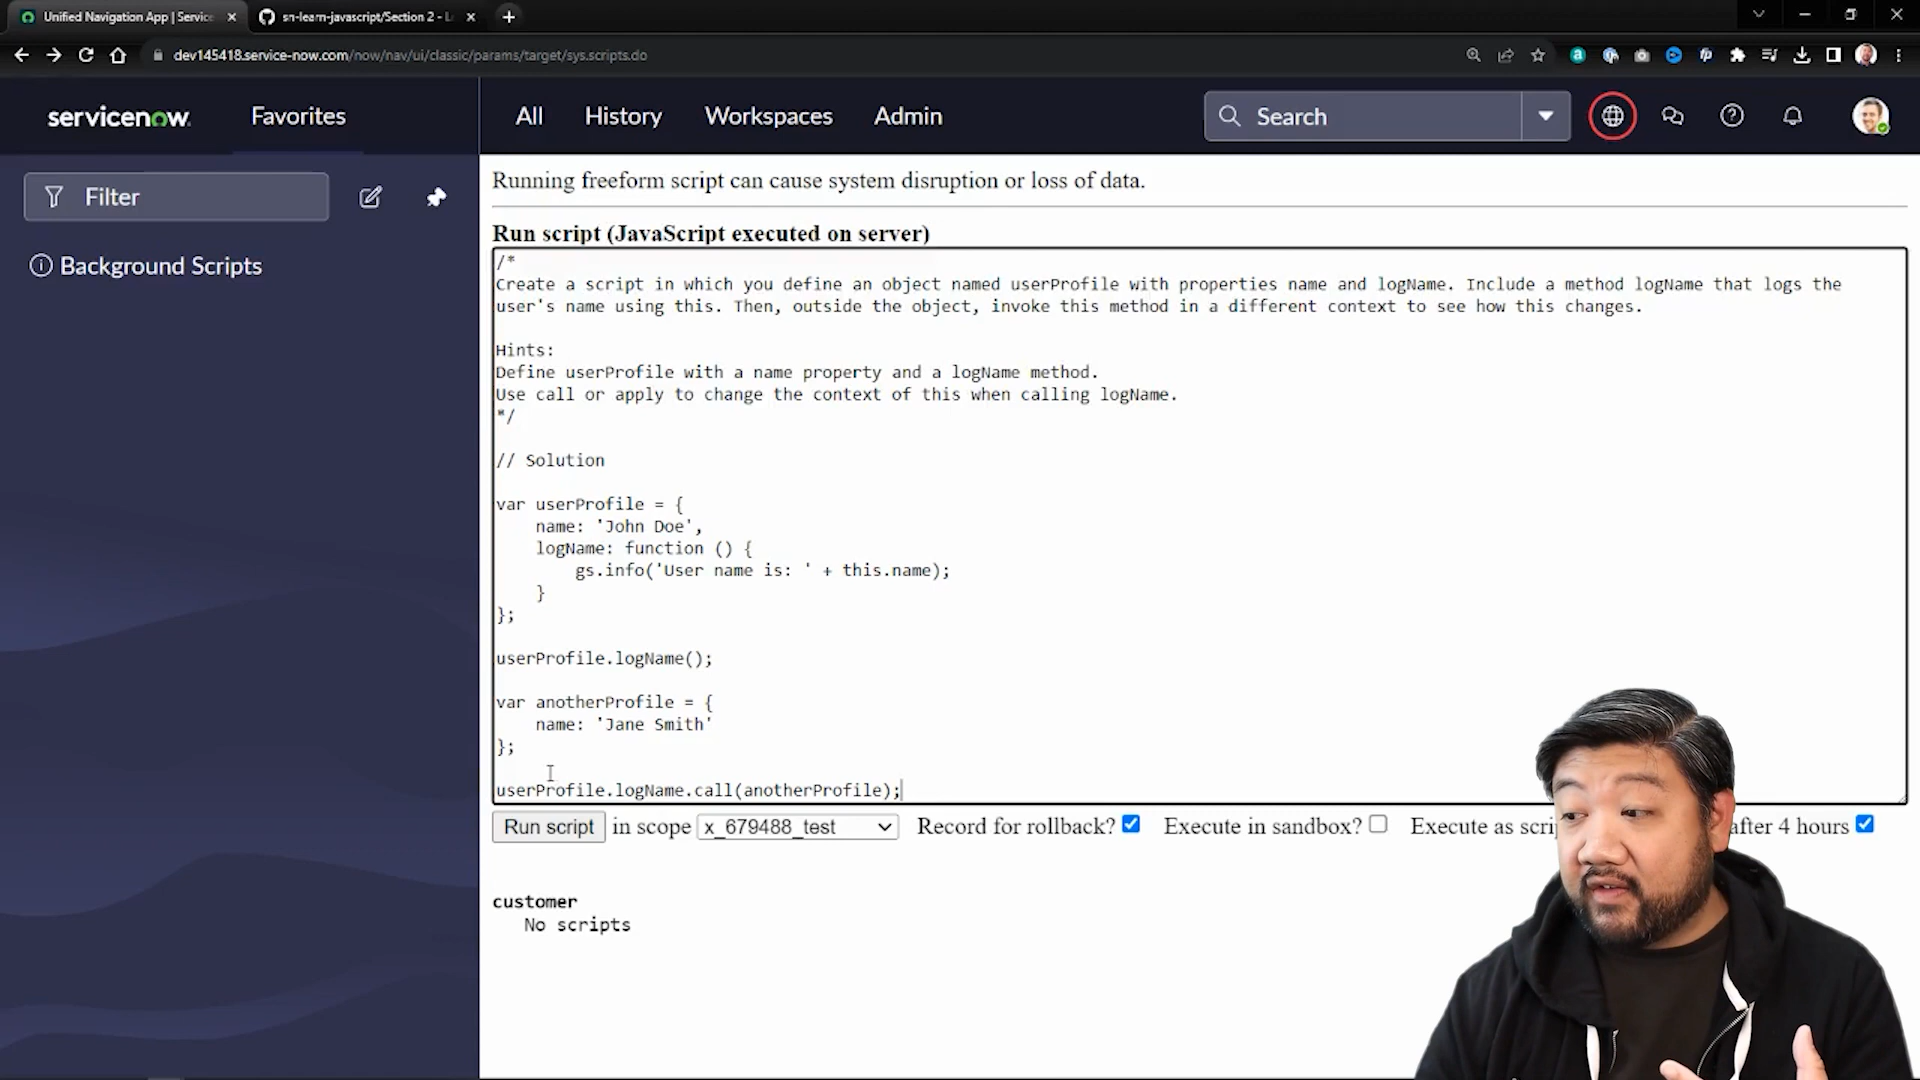 Unified Navigation App | Service
sn-learn-javascript/Section 2 - L
dev145418.service-now.com/now/nav/ui/classic/params/target/sys.scripts.do
servicenow
Favorites
All
History
Workspaces
Admin
Search
Filter
Background Scripts
Running freeform script can cause system disruption or loss of data.
Run script (JavaScript executed on server)
/*
Create a script in which you define an object named userProfile with properties name and logName. Include a method logName that logs the
user's name using this. Then, outside the object, invoke this method in a different context to see how this changes.
Hints:
Define userProfile with a name property and a logName method.
Use call or apply to change the context of this when calling logName.
*/
// Solution
var userProfile = {
name: 'John Doe',
logName: function () {
gs.info('User name is: ' + this.name);
}
};
userProfile.logName();
var anotherProfile = {
name: 'Jane Smith'
};
userProfile.logName.call(anotherProfile);
Run script in scope x_679488_test Record for rollback? Execute in sandbox? Execute as scri after 4 hours
customer
No scripts